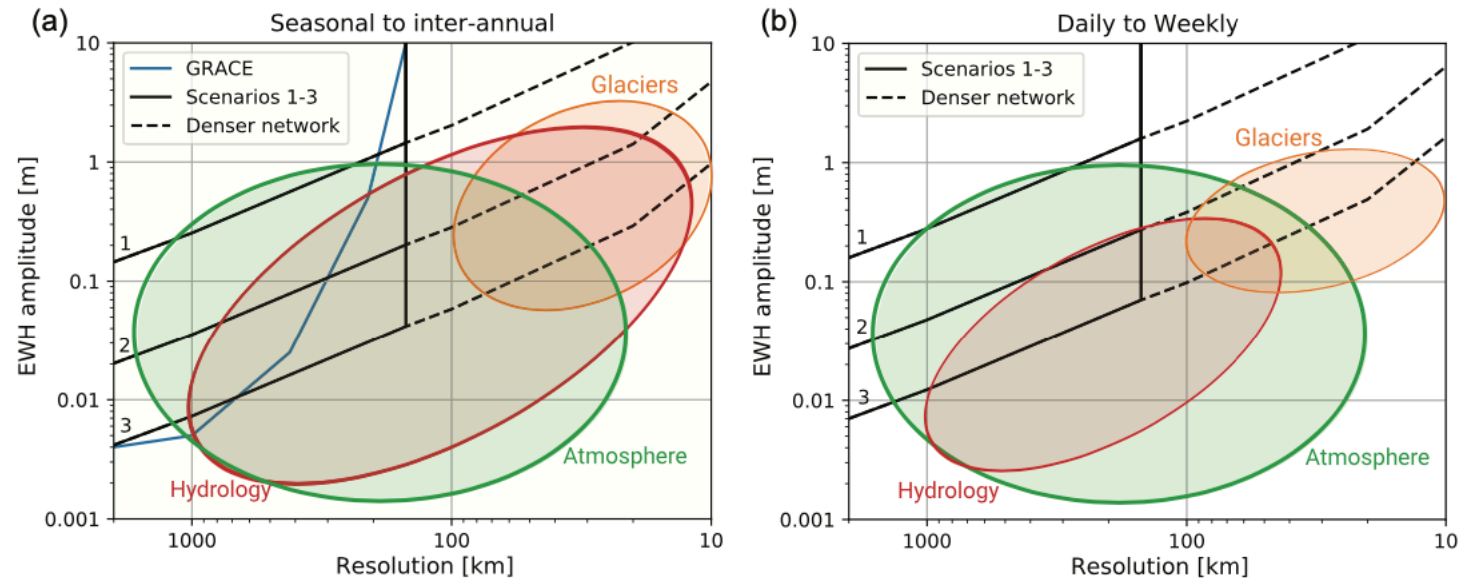 (a)
Seasonal to inter-annual
GRACE
Scenarios 1-3
Denser network
Glaciers
1
2
3
Hydrology
Atmosphere
10
1
0.1
0.01
0.001
EWH amplitude [m]
1000
100
10
Resolution [km]
(b)
Daily to Weekly
Scenarios 1-3
Denser network
Glaciers
1
2
3
Hydrology
Atmosphere
10
1
0.1
0.01
0.001
EWH amplitude [m]
1000
100
10
Resolution [km]